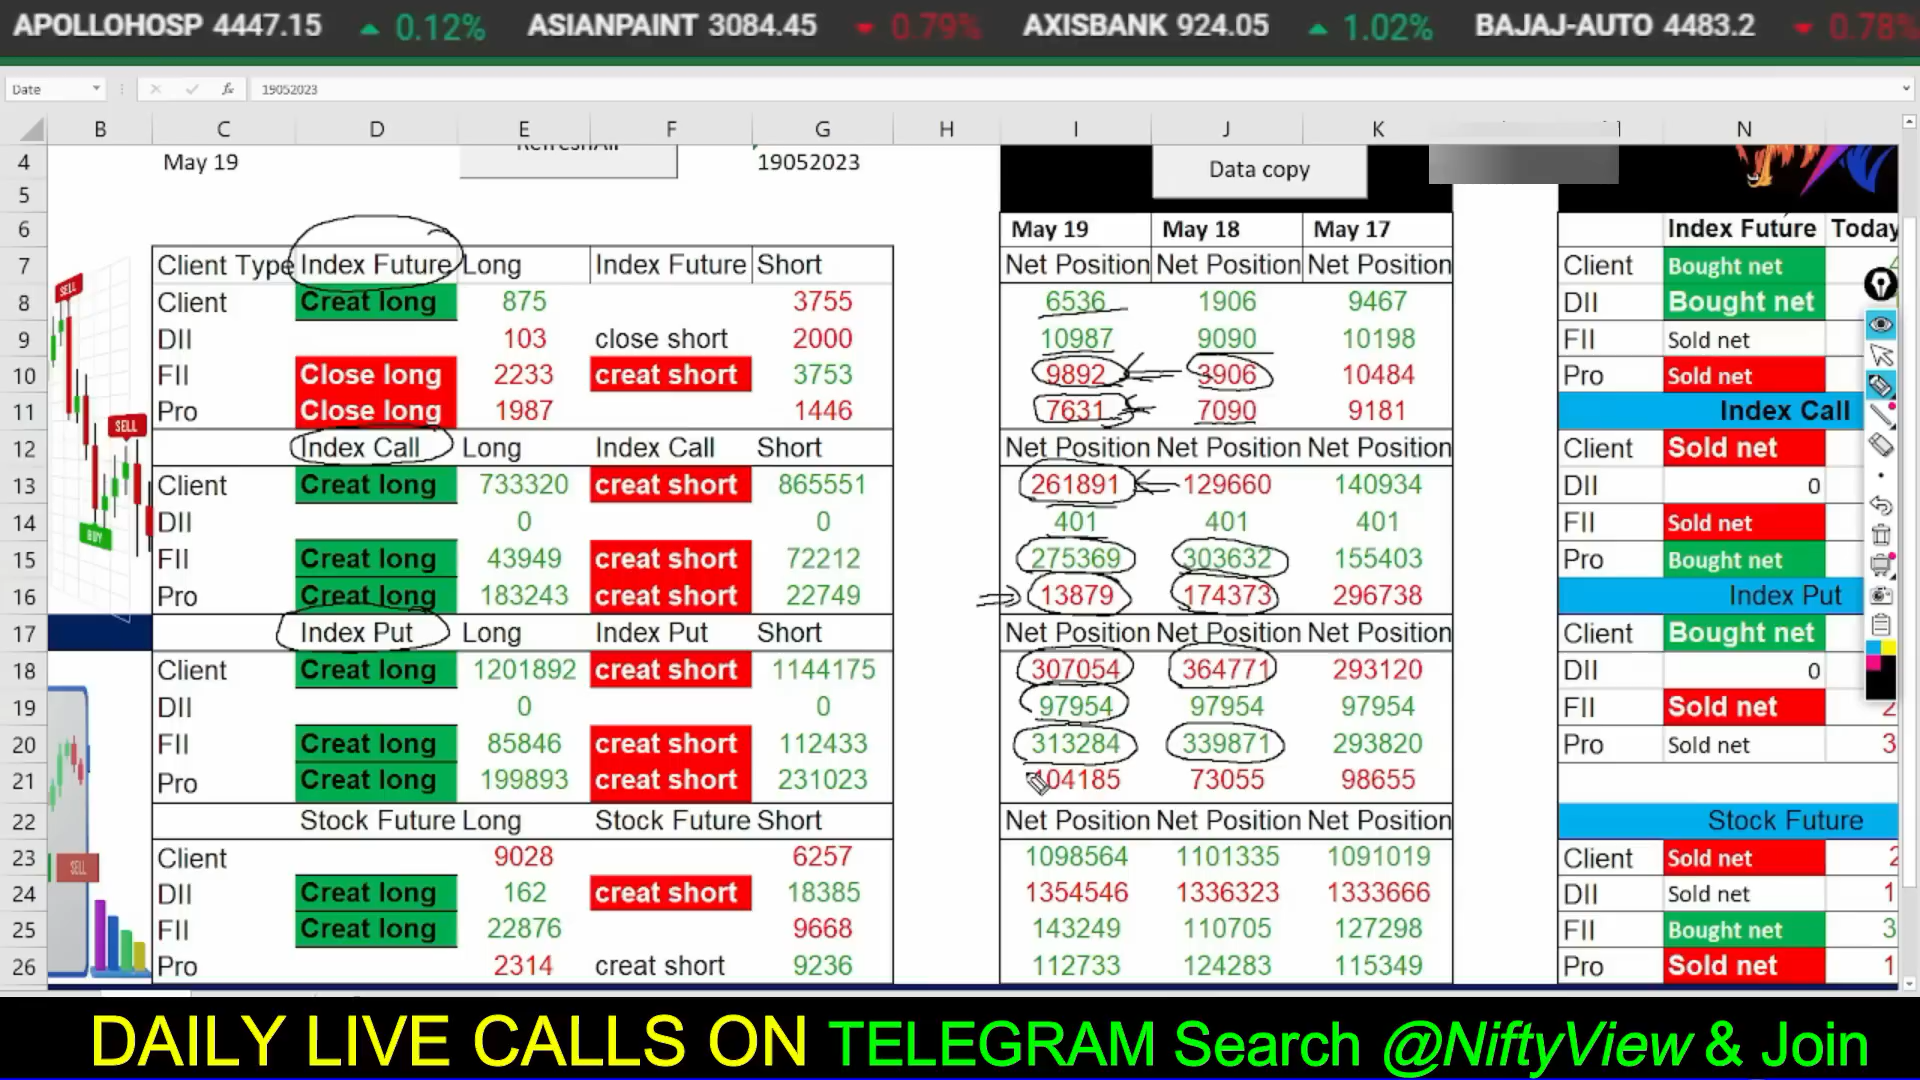 APOLLOHOSP 4447.15 ▲ 0.12% ASIANPAINT 3084.45 ▼ 0.79% AXISBANK 924.05 ▲ 1.02% BAJAJ-AUTO 4483.2 ▼ 0.78%
Date fx 19052023
B C D E F G H I J K N
4 May 19 RefreshAll 19052023 Data copy
5
6 May 19 May 18 May 17 Index Future Today
7 Client Type Index Future Long Index Future Short Net Position Net Position Net Position Client Bought net
8 Client Creat long 875 3755 6536 1906 9467 DII Bought net
9 DII 103 close short 2000 10987 9090 10198 FII Sold net
10 FII Close long 2233 creat short 3753 9892 3906 10484 Pro Sold net
11 Pro Close long 1987 1446 7631 7090 9181 Index Call
12 Index Call Long Index Call Short Net Position Net Position Net Position Client Sold net
13 Client Creat long 733320 creat short 865551 261891 129660 140934 DII 0
14 DII 0 0 401 401 401 FII Sold net
15 FII Creat long 43949 creat short 72212 275369 303632 155403 Pro Bought net
16 Pro Creat long 183243 creat short 22749 13879 174373 296738 Index Put
17 Index Put Long Index Put Short Net Position Net Position Net Position Client Bought net
18 Client Creat long 1201892 creat short 1144175 307054 364771 293120 DII 0
19 DII 0 0 97954 97954 97954 FII Sold net 2
20 FII Creat long 85846 creat short 112433 313284 339871 293820 Pro Sold net 3
21 Pro Creat long 199893 creat short 231023 104185 73055 98655
22 Stock Future Long Stock Future Short Net Position Net Position Net Position Stock Future
23 Client 9028 6257 1098564 1101335 1091019 Client Sold net 2
24 DII Creat long 162 creat short 18385 1354546 1336323 1333666 DII Sold net 1
25 FII Creat long 22876 9668 143249 110705 127298 FII Bought net 3
26 Pro 2314 creat short 9236 112733 124283 115349 Pro Sold net 1
SELL
SELL
BUY
SELL
DAILY LIVE CALLS ON TELEGRAM Search @NiftyView & Join